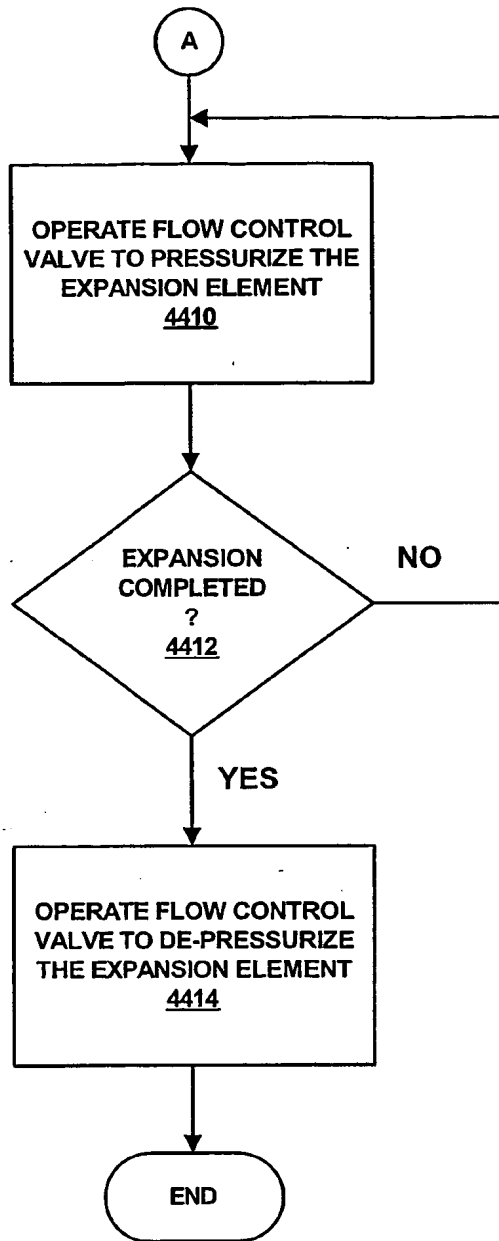 A
OPERATE FLOW CONTROL
VALVE TO PRESSURIZE THE
EXPANSION ELEMENT
4410
EXPANSION
COMPLETED
?
4412
NO
YES
OPERATE FLOW CONTROL
VALVE TO DE-PRESSURIZE
THE EXPANSION ELEMENT
4414
END